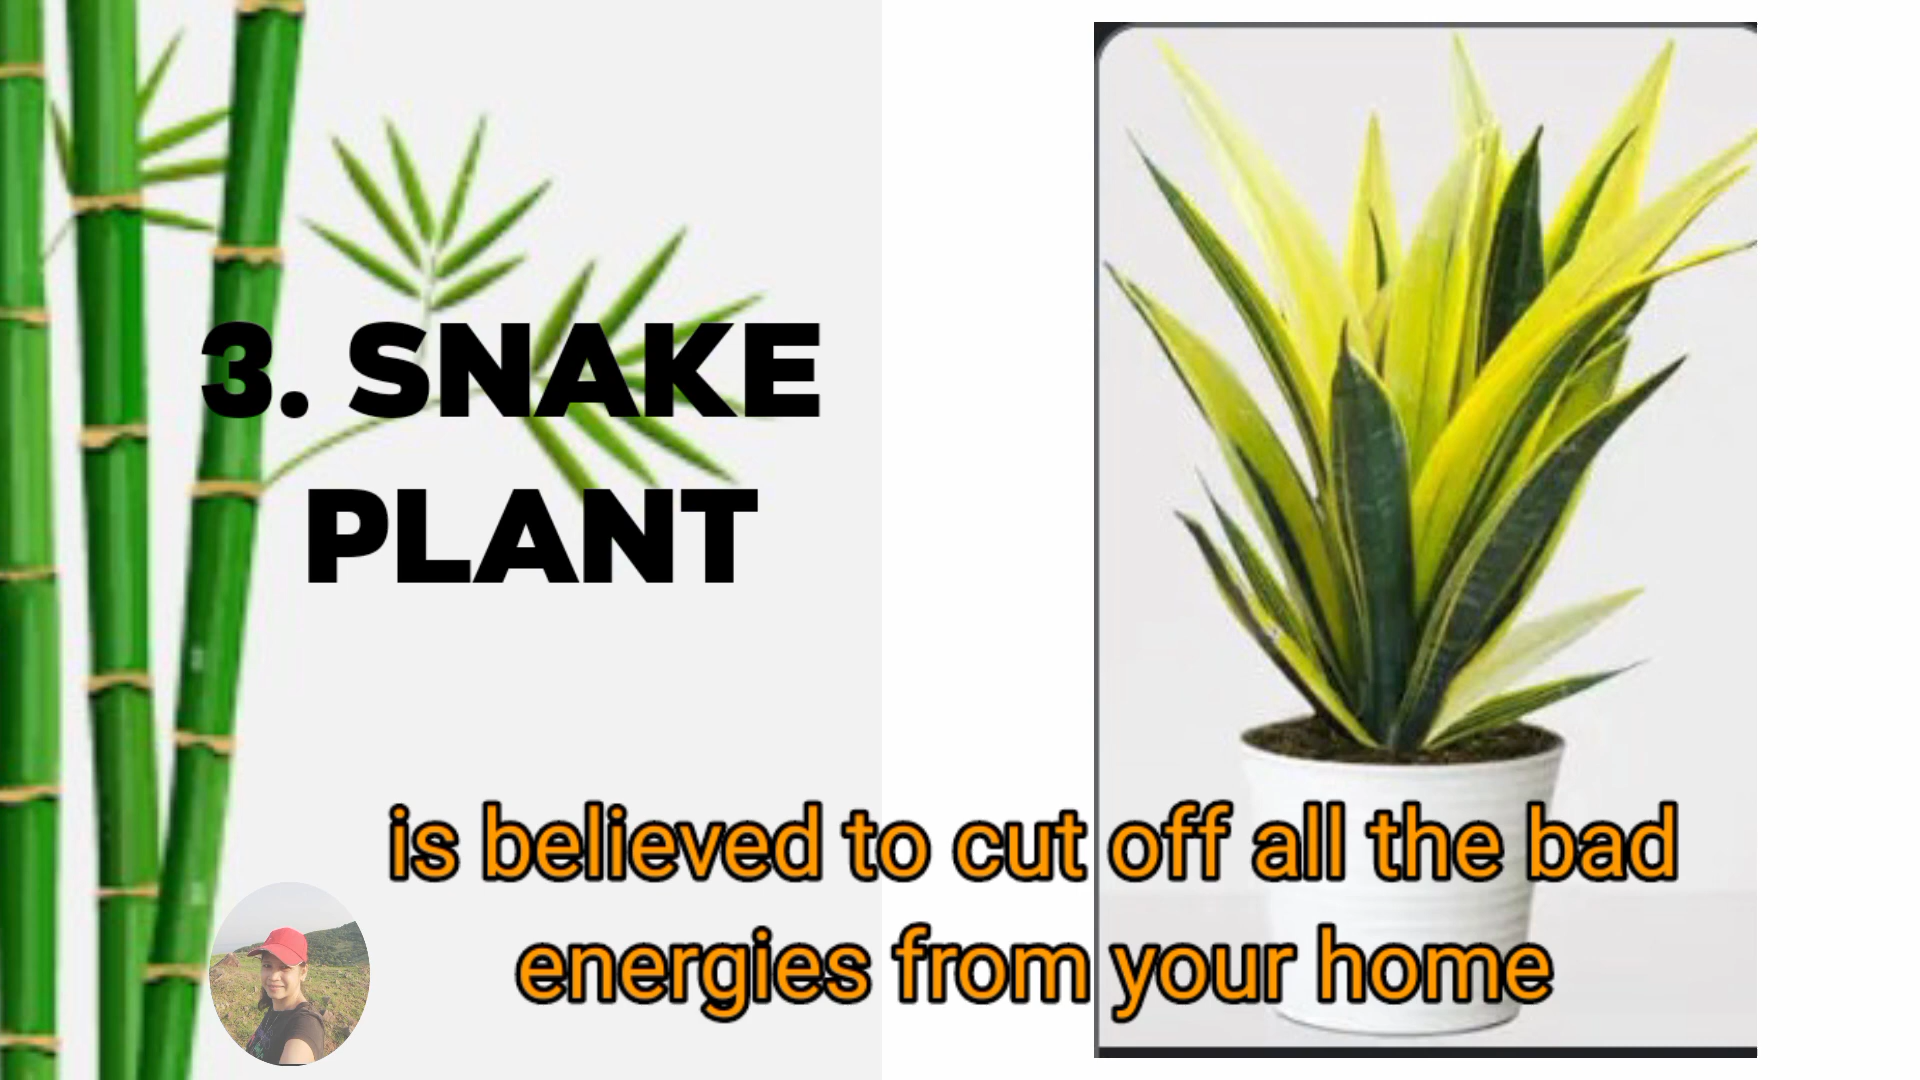 3. SNAKE
PLANT
is believed to cut off all the bad
energies from your home